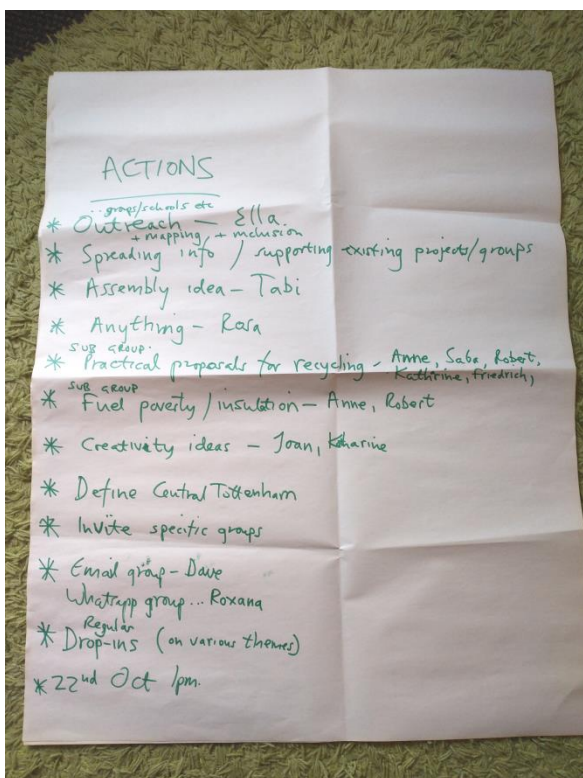 ACTIONS
groups/schools etc
* Outreach — Ella
+ mapping + inclusion
* Spreading info / supporting existing projects/groups
* Assembly idea — Tabi
* Anything — Rosa
SUB GROUP
* Practical proposals for recycling - Anne, Saba, Robert,
Kathrine, Friedrich,
SUB GROUP
* Fuel poverty / insulation — Anne, Robert
* Creativity ideas — Joan, Katharine
* Define Central Tottenham
* Invite specific groups
* Email group - Dave
Whatsapp group... Roxana
Regular
* Drop-ins (on various themes)
* 22nd Oct 1pm.